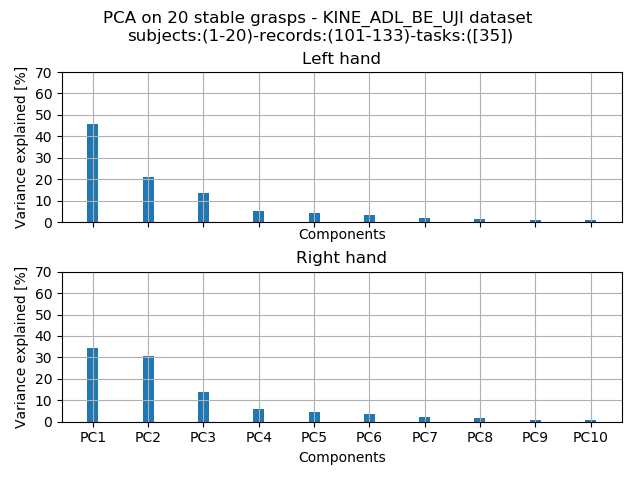 PCA on 20 stable grasps - KINE_ADL_BE_UJI dataset
subjects:(1-20)-records:(101-133)-tasks:([35])
Left hand
Variance explained [%]
70
60
50
40
30
20
10
0
Components
Right hand
Variance explained [%]
70
60
50
40
30
20
10
0
PC1 PC2 PC3 PC4 PC5 PC6 PC7 PC8 PC9 PC10
Components